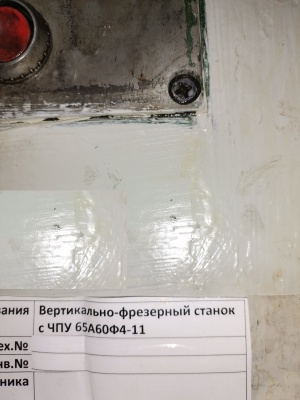 вания Вертикально-фрезерный станок
с ЧПУ 65А60Ф4-11
ех.№
нв.№
ника